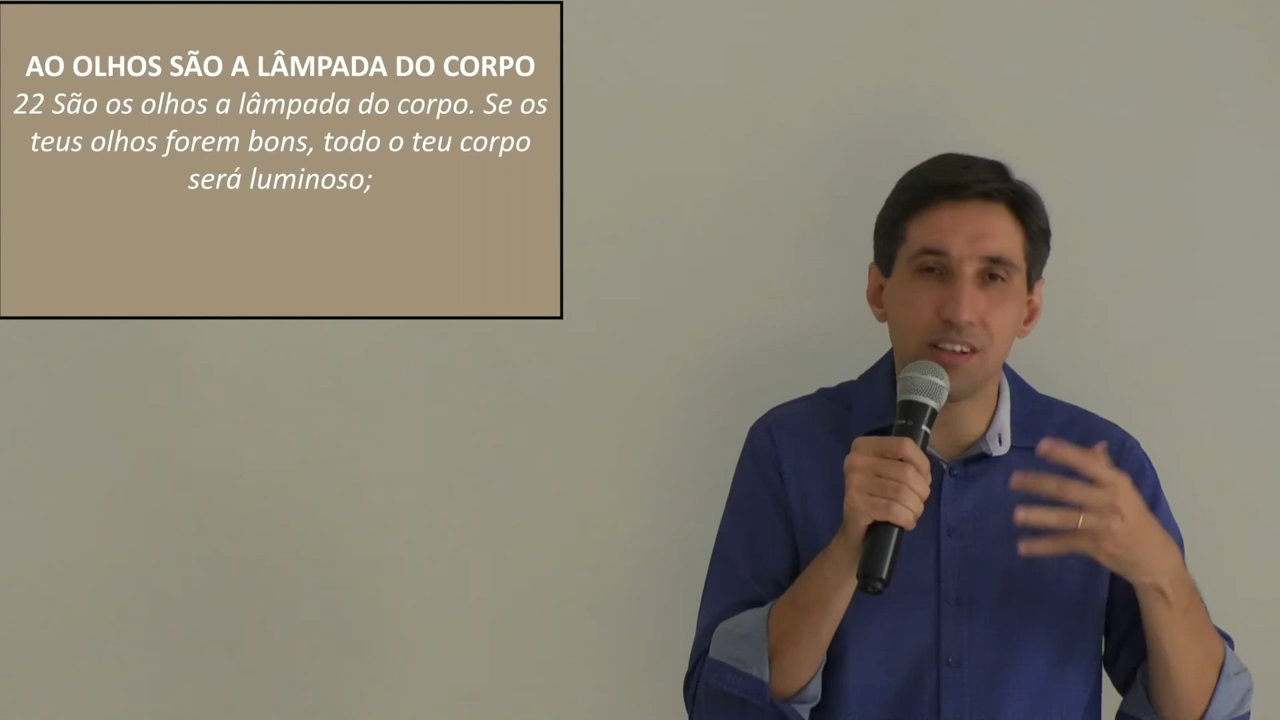 AO OLHOS SÃO A LÂMPADA DO CORPO
22 São os olhos a lâmpada do corpo. Se os
teus olhos forem bons, todo o teu corpo
será luminoso;